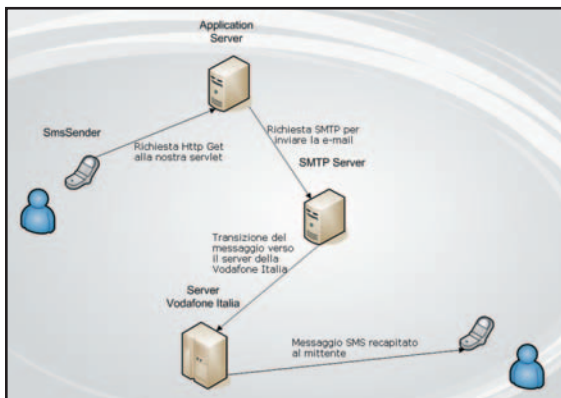 Application
Server
SmsSender
Richiesta Http Get
alla nostra servlet
Richiesta SMTP per
inviare la e-mail
SMTP Server
Transizione del
messaggio verso
il server della
Vodafone Italia
Server
Vodafone Italia
Messaggio SMS recapitato
al mittente